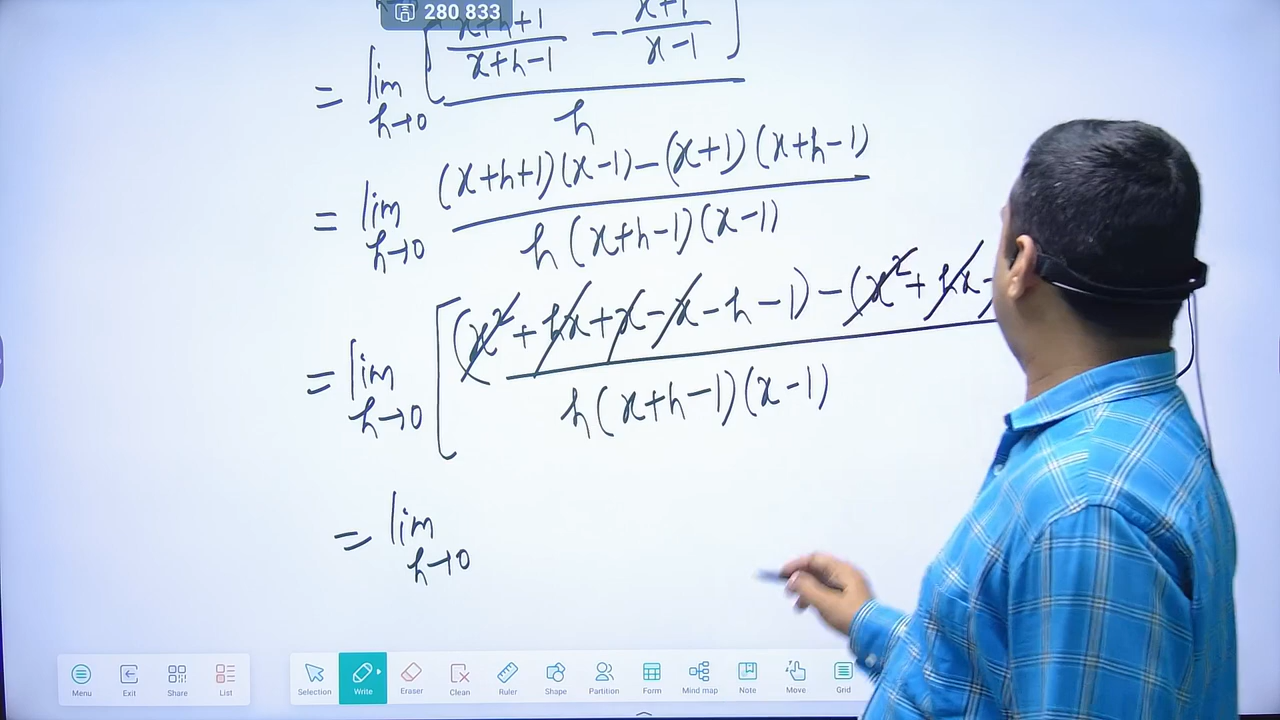 280 833
= lim h→0 [ x+h+1 / x+h-1 - x+1 / x-1 ] / h
= lim h→0 (x+h+1)(x-1)-(x+1)(x+h-1) / h(x+h-1)(x-1)
= lim h→0 [ (x²+hx+x-x-h-1)-(x²+hx- / h(x+h-1)(x-1)
= lim h→0
Menu Exit Share List Selection Write Eraser Clean Ruler Shape Partition Form Mind map Note Move Grid